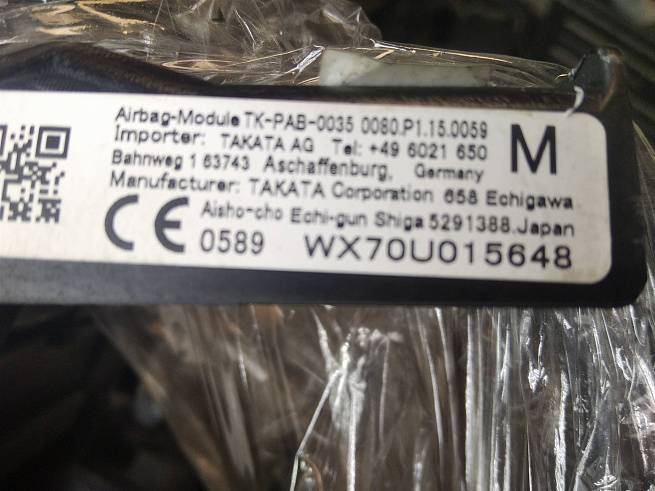 Airbag-Module TK-PAB-0035 0080.P1.15.0059
Importer: TAKATA AG Tel: +49 6021 650
Bahnweg 1 63743 Aschaffenburg, Germany
Manufacturer: TAKATA Corporation 658 Echigawa
Aisho-cho Echi-gun Shiga 5291388.Japan
CE 0589 WX70U015648
M